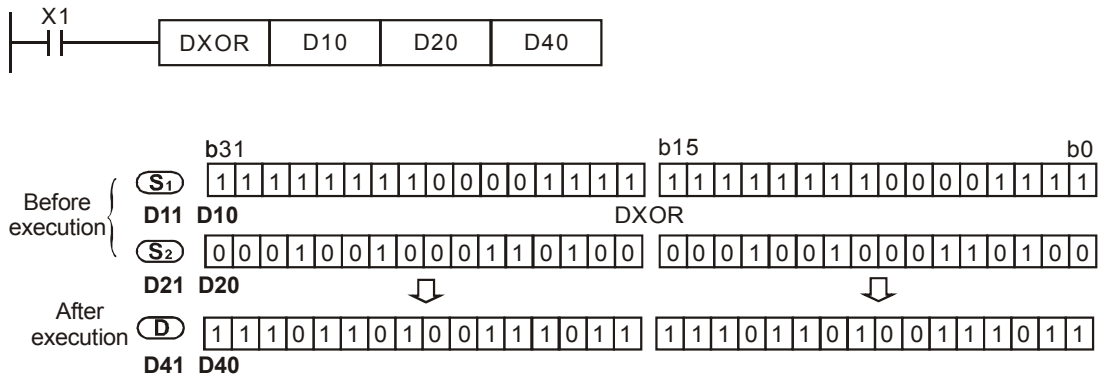 X1
DXOR D10 D20 D40
b31 b15 b0
Before execution
S1 1 1 1 1 1 1 1 1 0 0 0 0 1 1 1 1 1 1 1 1 1 1 1 1 0 0 0 0 1 1 1 1
D11 D10 DXOR
S2 0 0 0 1 0 0 1 0 0 0 1 1 0 1 0 0 0 0 0 1 0 0 1 0 0 0 1 1 0 1 0 0
D21 D20
After execution
D 1 1 1 0 1 1 0 1 0 0 1 1 1 0 1 1 1 1 1 0 1 1 0 1 0 0 1 1 1 0 1 1
D41 D40